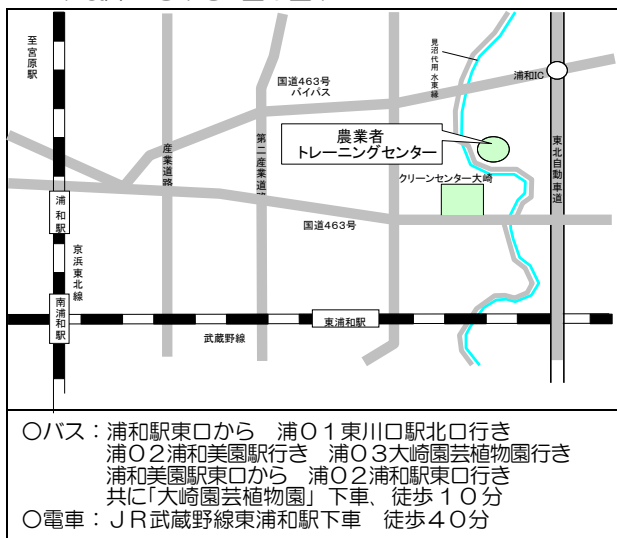 至宮原駅
見沼代用水東線
国道463号
バイパス
浦和IC
農業者
トレーニングセンター
東北自動車道
産業道路
第二産業道路
クリーンセンター大崎
浦和駅
国道463号
京浜東北線
南浦和駅
東浦和駅
武蔵野線
○バス：浦和駅東口から　浦０１東川口駅北口行き
浦０２浦和美園駅行き　浦０３大崎園芸植物園行き
浦和美園駅東口から　浦０２浦和駅東口行き
共に「大崎園芸植物園」下車、徒歩１０分
○電車：ＪＲ武蔵野線東浦和駅下車　徒歩４０分